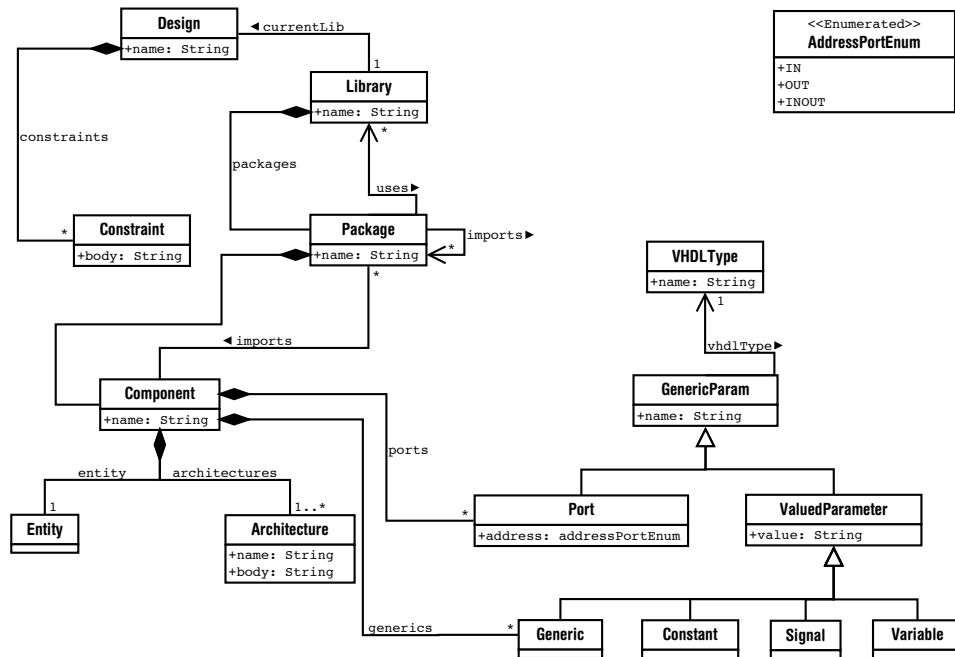 Design
+name: String
◄ currentLib
1
<<Enumerated>>
AddressPortEnum
+IN
+OUT
+INOUT
Library
+name: String
*
constraints
packages
uses►
*
Constraint
+body: String
Package
+name: String
*
imports►
*
VHDLType
+name: String
1
◄ imports
vhdlType►
Component
+name: String
GenericParam
+name: String
ports
entity
architectures
1
1..*
*
Entity
Architecture
+name: String
+body: String
Port
+address: addressPortEnum
ValuedParameter
+value: String
generics
*
Generic
Constant
Signal
Variable